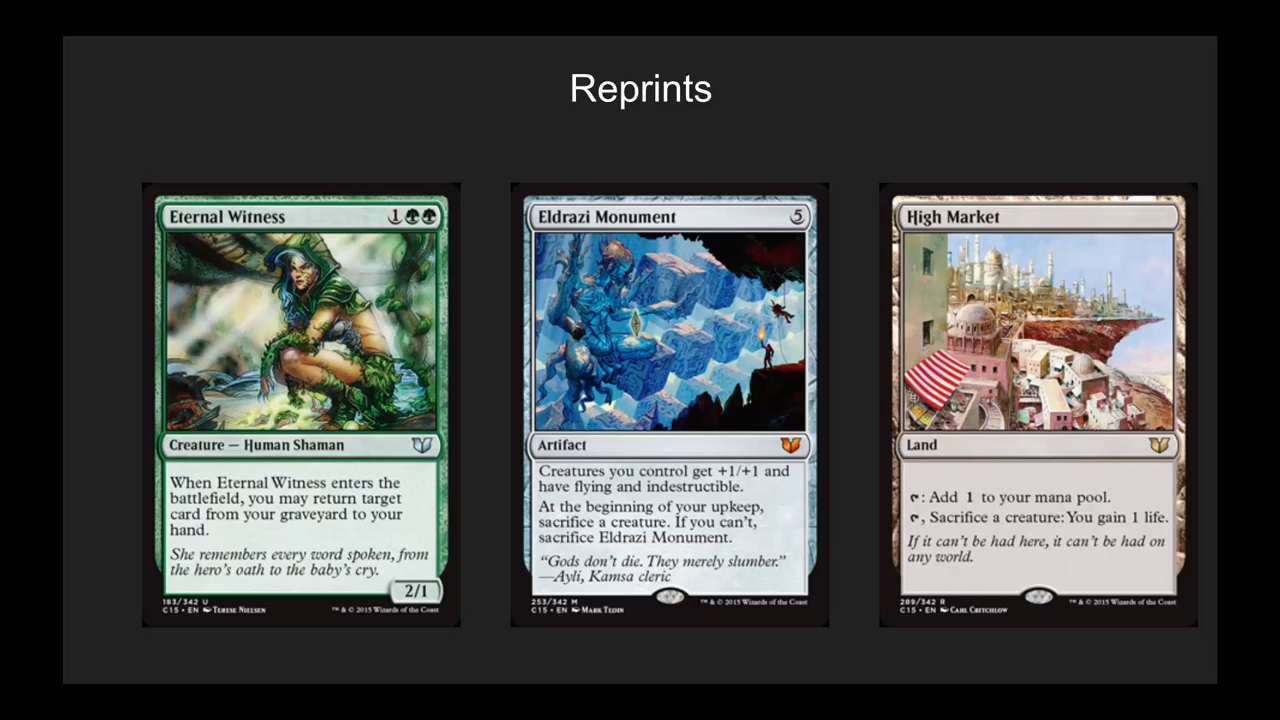 Reprints
Eternal Witness 1
Creature — Human Shaman
When Eternal Witness enters the
battlefield, you may return target
card from your graveyard to your
hand.
She remembers every word spoken, from
the hero's oath to the baby's cry.
2/1
183/342 U
C15 • EN Terese Nielsen
™ & © 2015 Wizards of the Coast
Eldrazi Monument 5
Artifact
Creatures you control get +1/+1 and
have flying and indestructible.
At the beginning of your upkeep,
sacrifice a creature. If you can't,
sacrifice Eldrazi Monument.
"Gods don't die. They merely slumber."
—Ayli, Kamsa cleric
253/342 M
C15 • EN Mark Tedin
™ & © 2015 Wizards of the Coast
High Market
Land
: Add 1 to your mana pool.
, Sacrifice a creature: You gain 1 life.
If it can't be had here, it can't be had on
any world.
289/342 R
C15 • EN Carl Critchlow
™ & © 2015 Wizards of the Coast